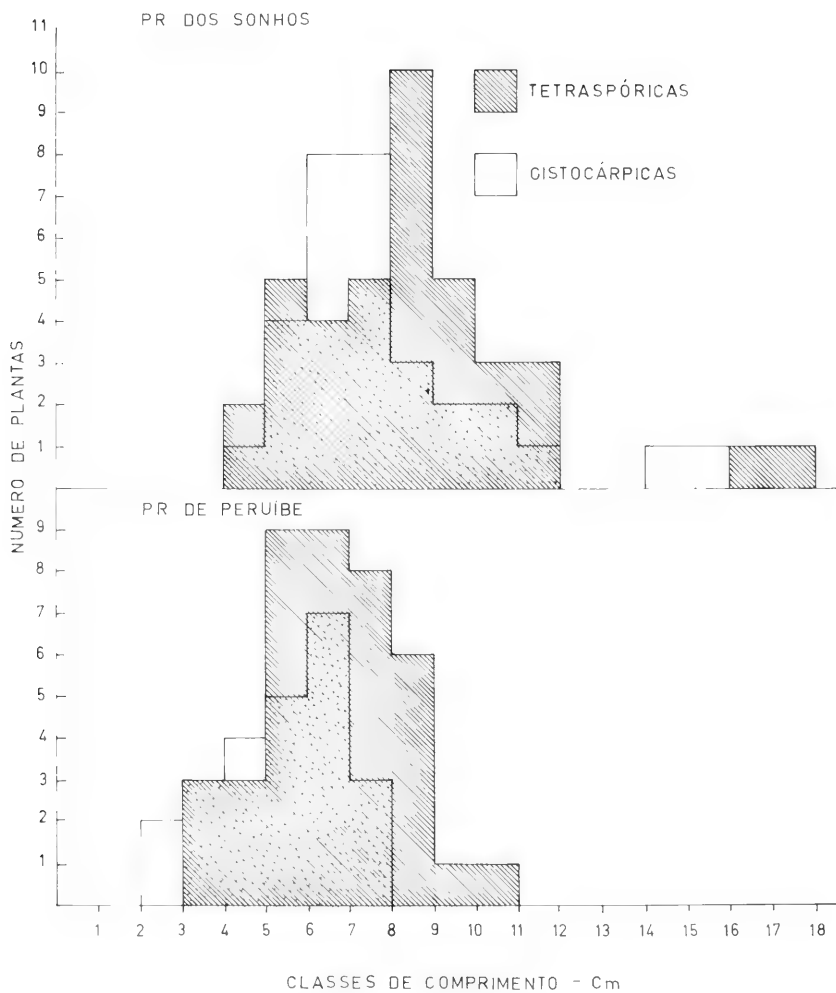 PR DOS SONHOS
11
10
9
8
7
6
5
4
3
2
1
TETRASPÓRICAS
CISTOCÁRPICAS
NUMERO DE PLANTAS
PR DE PERUÍBE
9
8
7
6
5
4
3
2
1
1 2 3 4 5 6 7 8 9 10 11 12 13 14 15 16 17 18
CLASSES DE COMPRIMENTO - Cm